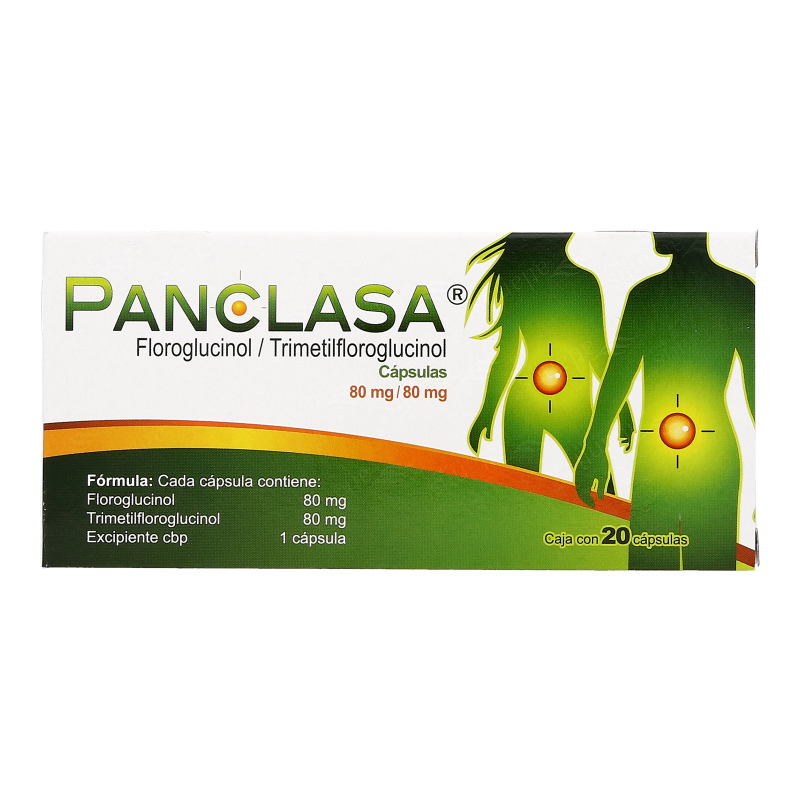 PANCLASA®
Floroglucinol / Trimetilfloroglucinol
Cápsulas
80 mg / 80 mg
Fórmula: Cada cápsula contiene:
Floroglucinol 80 mg
Trimetilfloroglucinol 80 mg
Excipiente cbp 1 cápsula
Caja con 20 cápsulas